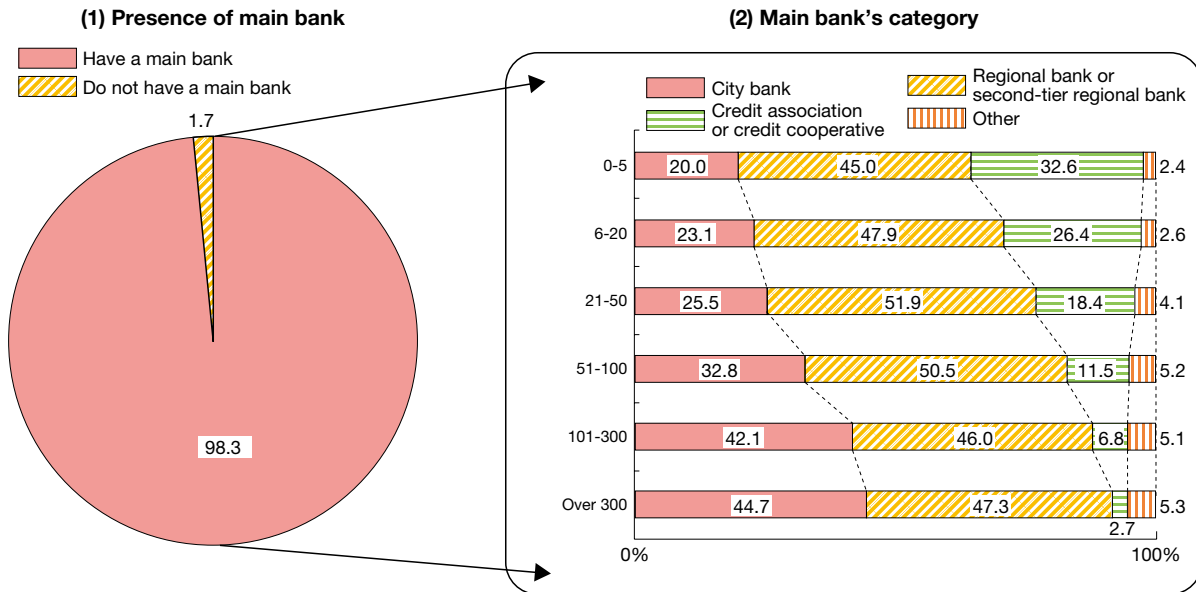 (1) Presence of main bank
Have a main bank
Do not have a main bank
1.7
98.3
(2) Main bank's category
City bank
Regional bank or
second-tier regional bank
Credit association
or credit cooperative
Other
0-5 20.0 45.0 32.6 2.4
6-20 23.1 47.9 26.4 2.6
21-50 25.5 51.9 18.4 4.1
51-100 32.8 50.5 11.5 5.2
101-300 42.1 46.0 6.8 5.1
Over 300 44.7 47.3 2.7 5.3
0% 100%